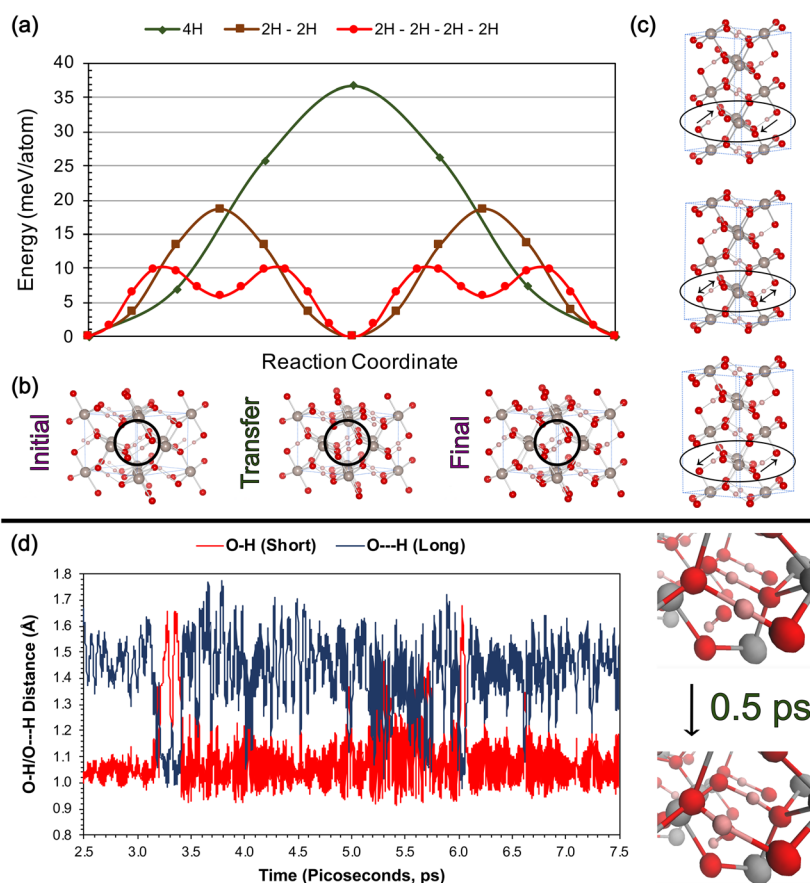 (a)
4H 2H - 2H 2H - 2H - 2H - 2H
Energy (meV/atom)
40
35
30
25
20
15
10
5
0
Reaction Coordinate
(b)
Initial
Transfer
Final
(c)
(d)
O-H (Short) O---H (Long)
O-H/O---H Distance (Å)
1.8
1.7
1.6
1.5
1.4
1.3
1.2
1.1
1.0
0.9
0.8
2.5 3.0 3.5 4.0 4.5 5.0 5.5 6.0 6.5 7.0 7.5
Time (Picoseconds, ps)
0.5 ps